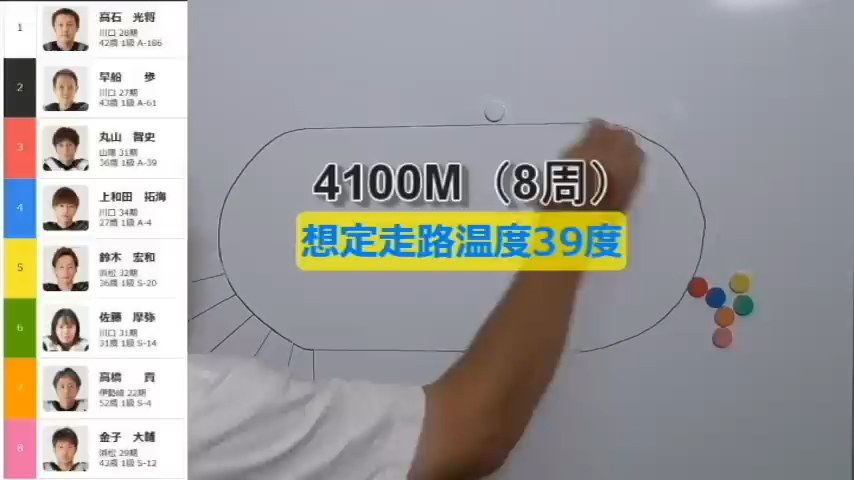 1
高石 光将
川口 28期
42歳 1級 A-186
2
早船 歩
川口 27期
43歳 1級 A-61
3
丸山 智史
山陽 31期
36歳 1級 A-39
4
上和田 拓海
川口 34期
27歳 1級 A-4
5
鈴木 宏和
浜松 32期
36歳 1級 S-20
6
佐藤 摩弥
川口 31期
31歳 1級 S-14
7
高橋 貢
伊勢崎 22期
52歳 1級 S-4
8
金子 大輔
浜松 29期
42歳 1級 S-12
4100M（8周）
想定走路温度39度